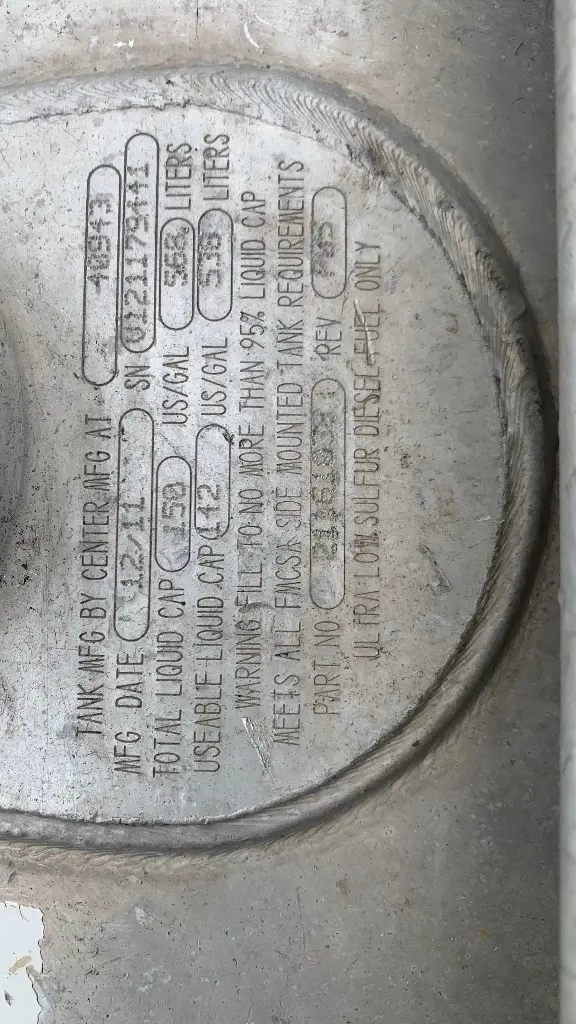 TANK MFG BY CENTER MFG AT 40943
MFG DATE 12/11 SN U121179441
TOTAL LIQUID CAP 150 US/GAL 568 LITERS
USEABLE LIQUID CAP 142 US/GAL 538 LITERS
WARNING FILL TO NO MORE THAN 95% LIQUID CAP
MEETS ALL FMCSA SIDE MOUNTED TANK REQUIREMENTS
PART NO REV
ULTRA LOW SULFUR DIESEL FUEL ONLY